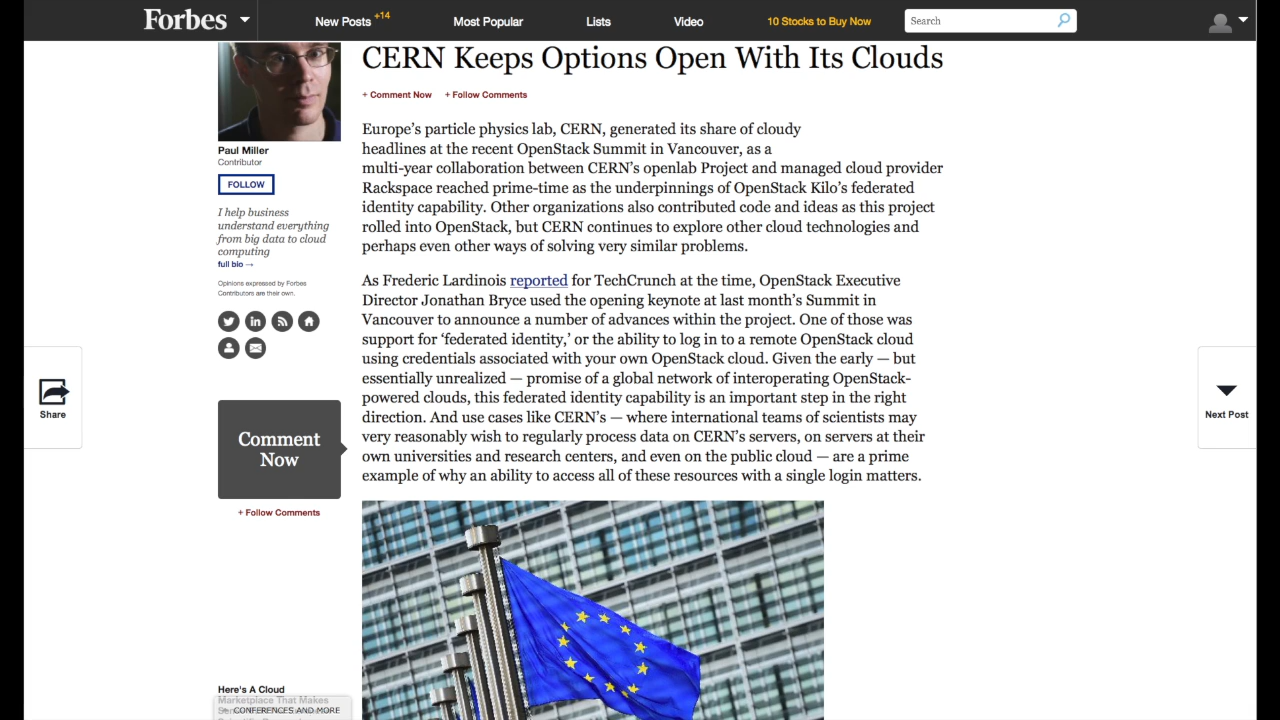 Forbes
New Posts +14
Most Popular
Lists
Video
10 Stocks to Buy Now
Search
CERN Keeps Options Open With Its Clouds
+ Comment Now + Follow Comments
Paul Miller
Contributor
FOLLOW
I help business
understand everything
from big data to cloud
computing
full bio →
Opinions expressed by Forbes
Contributors are their own.
Europe's particle physics lab, CERN, generated its share of cloudy
headlines at the recent OpenStack Summit in Vancouver, as a
multi-year collaboration between CERN's openlab Project and managed cloud provider
Rackspace reached prime-time as the underpinnings of OpenStack Kilo's federated
identity capability. Other organizations also contributed code and ideas as this project
rolled into OpenStack, but CERN continues to explore other cloud technologies and
perhaps even other ways of solving very similar problems.
As Frederic Lardinois reported for TechCrunch at the time, OpenStack Executive
Director Jonathan Bryce used the opening keynote at last month's Summit in
Vancouver to announce a number of advances within the project. One of those was
support for 'federated identity,' or the ability to log in to a remote OpenStack cloud
using credentials associated with your own OpenStack cloud. Given the early — but
essentially unrealized — promise of a global network of interoperating OpenStack-
powered clouds, this federated identity capability is an important step in the right
direction. And use cases like CERN's — where international teams of scientists may
very reasonably wish to regularly process data on CERN's servers, on servers at their
own universities and research centers, and even on the public cloud — are a prime
example of why an ability to access all of these resources with a single login matters.
Share
Comment
Now
+ Follow Comments
Next Post
Here's A Cloud
Marketplace That Makes
CONFERENCES AND MORE